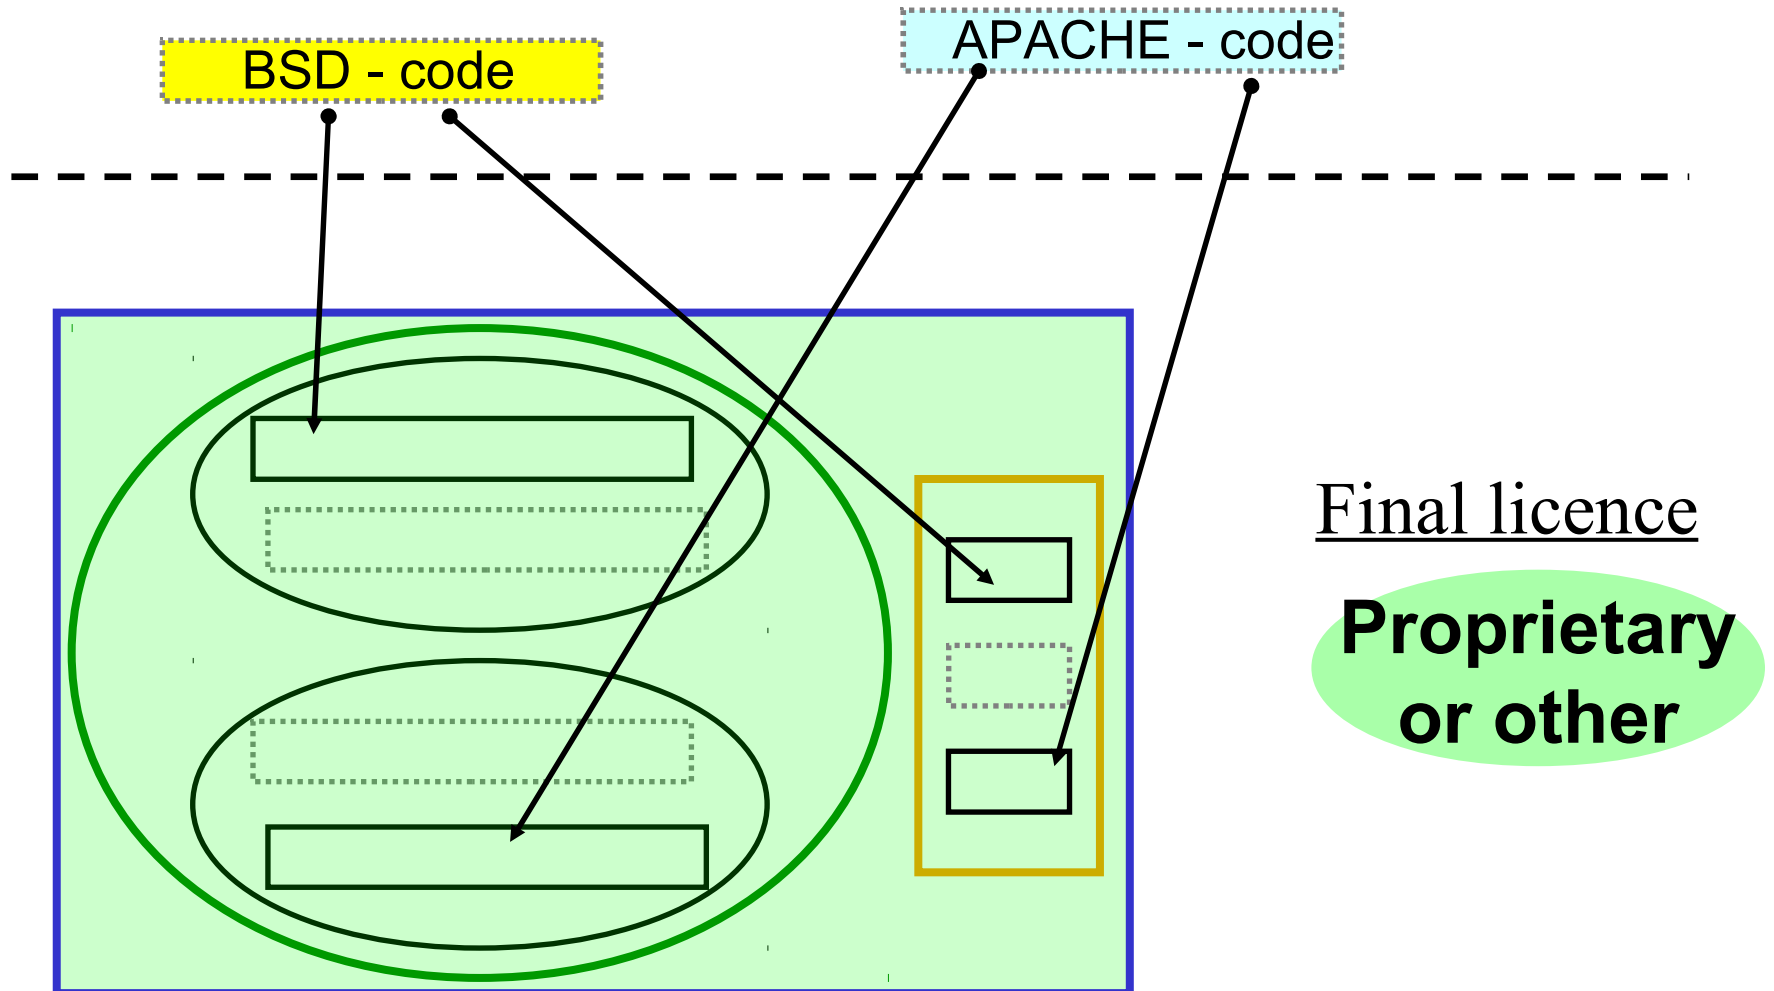 BSD - code
APACHE - code
Final licence
Proprietary
or other